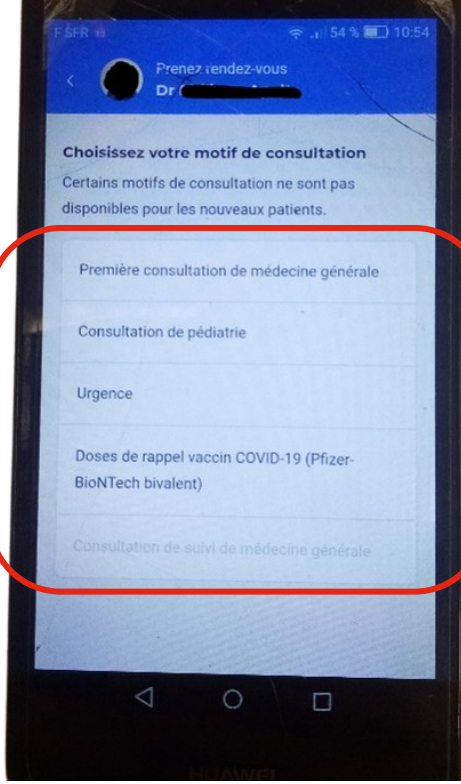 F SFR 54 % 10:54
Prenez rendez-vous
Dr
Choisissez votre motif de consultation
Certains motifs de consultation ne sont pas
disponibles pour les nouveaux patients.
Première consultation de médecine générale
Consultation de pédiatrie
Urgence
Doses de rappel vaccin COVID-19 (Pfizer-
BioNTech bivalent)
Consultation de suivi de médecine générale
HUAWEI